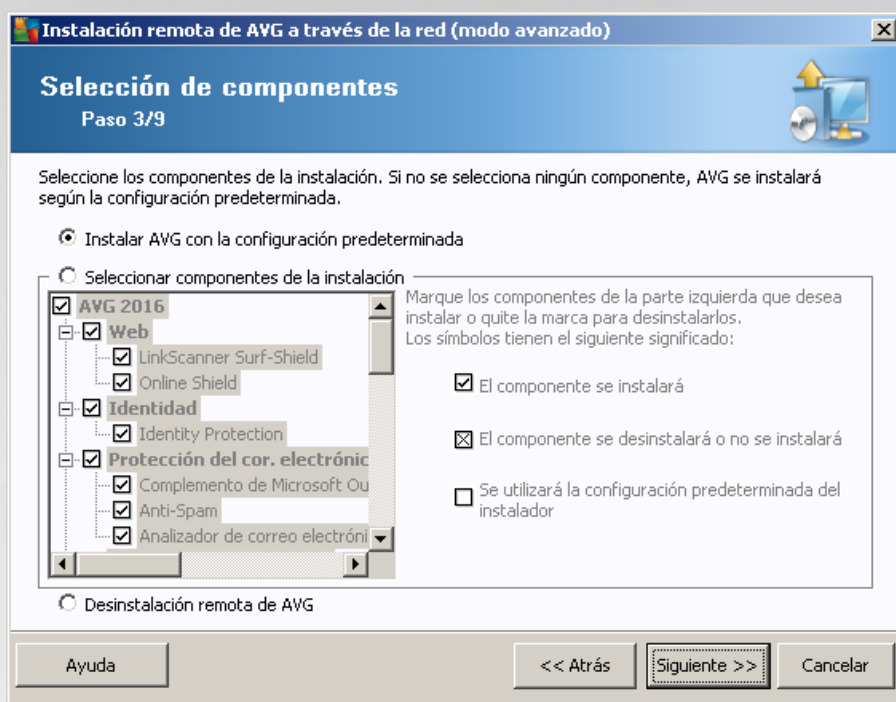 Instalación remota de AVG a través de la red (modo avanzado)
Selección de componentes
Paso 3/9
Seleccione los componentes de la instalación. Si no se selecciona ningún componente, AVG se instalará
según la configuración predeterminada.
Instalar AVG con la configuración predeterminada
Seleccionar componentes de la instalación
AVG 2016
Web
LinkScanner Surf-Shield
Online Shield
Identidad
Identity Protection
Protección del cor. electrónic
Complemento de Microsoft Ou
Anti-Spam
Analizador de correo electróni
Marque los componentes de la parte izquierda que desea
instalar o quite la marca para desinstalarlos.
Los símbolos tienen el siguiente significado:
El componente se instalará
El componente se desinstalará o no se instalará
Se utilizará la configuración predeterminada del
instalador
Desinstalación remota de AVG
Ayuda
<< Atrás
Siguiente >>
Cancelar